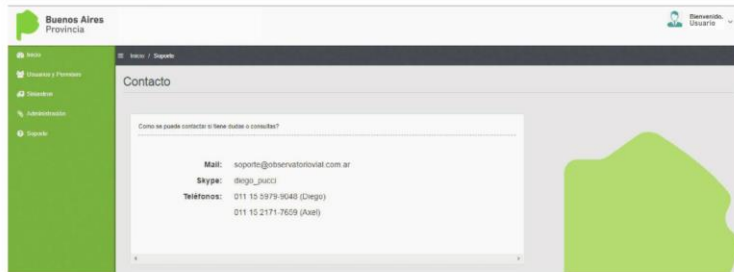 Buenos Aires
Provincia
Bienvenido,
Usuario
Inicio
Usuarios y Permisos
Siniestros
Administración
Soporte
Inicio / Soporte
Contacto
Como se puede contactar si tiene dudas o consultas?
Mail: soporte@observatoriovial.com.ar
Skype: diego_pucci
Teléfonos: 011 15 5979-9048 (Diego)
011 15 2171-7659 (Axel)